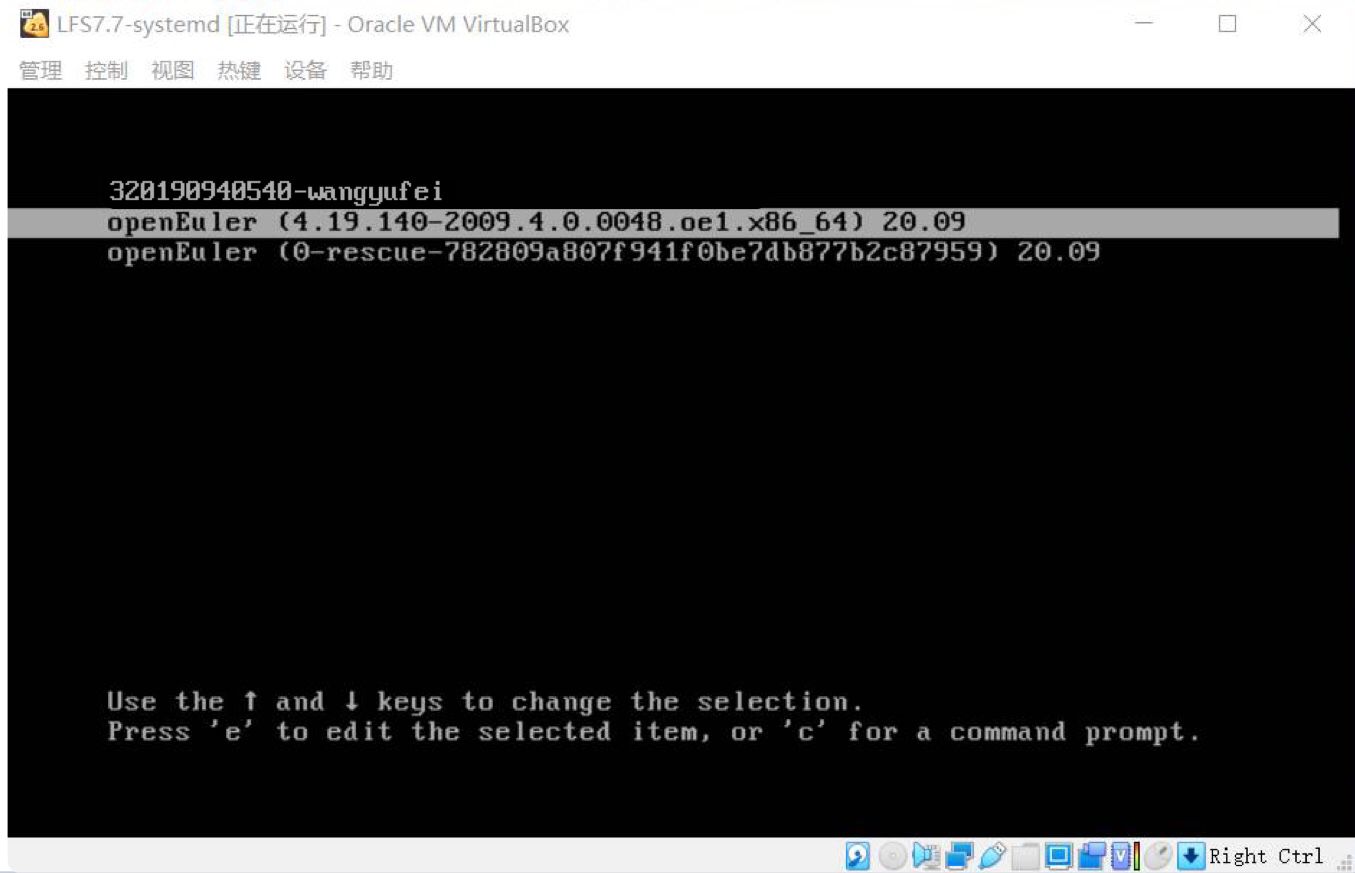 LFS7.7-systemd [正在运行] - Oracle VM VirtualBox
管理 控制 视图 热键 设备 帮助
320190940540-wangyufei
openEuler (4.19.140-2009.4.0.0048.oe1.x86_64) 20.09
openEuler (0-rescue-782809a807f941f0be7db877b2c87959) 20.09
Use the ↑ and ↓ keys to change the selection.
Press 'e' to edit the selected item, or 'c' for a command prompt.
Right Ctrl